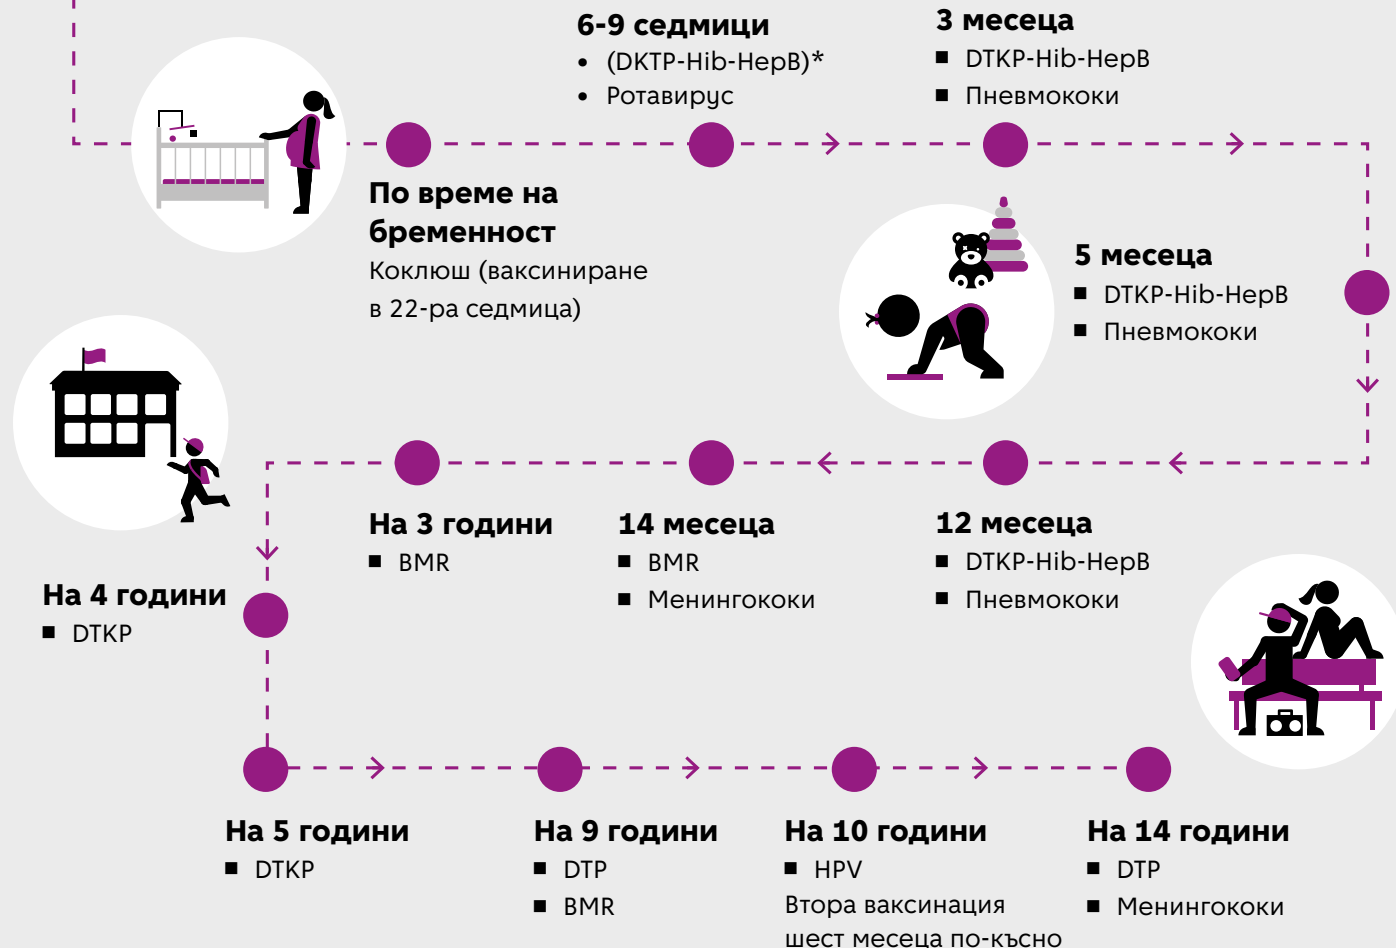 6-9 седмици
• (DKTP-Hib-HepB)*
• Ротавирус
3 месеца
▪ DTKP-Hib-HepB
▪ Пневмококи
По време на
бременност
Коклюш (ваксиниране
в 22-ра седмица)
5 месеца
▪ DTKP-Hib-HepB
▪ Пневмококи
На 3 години
▪ BMR
14 месеца
▪ BMR
▪ Менингококи
12 месеца
▪ DTKP-Hib-HepB
▪ Пневмококи
На 4 години
▪ DTKP
На 5 години
▪ DTKP
На 9 години
▪ DTP
▪ BMR
На 10 години
▪ HPV
Втора ваксинация
шест месеца по-късно
На 14 години
▪ DTP
▪ Менингококи